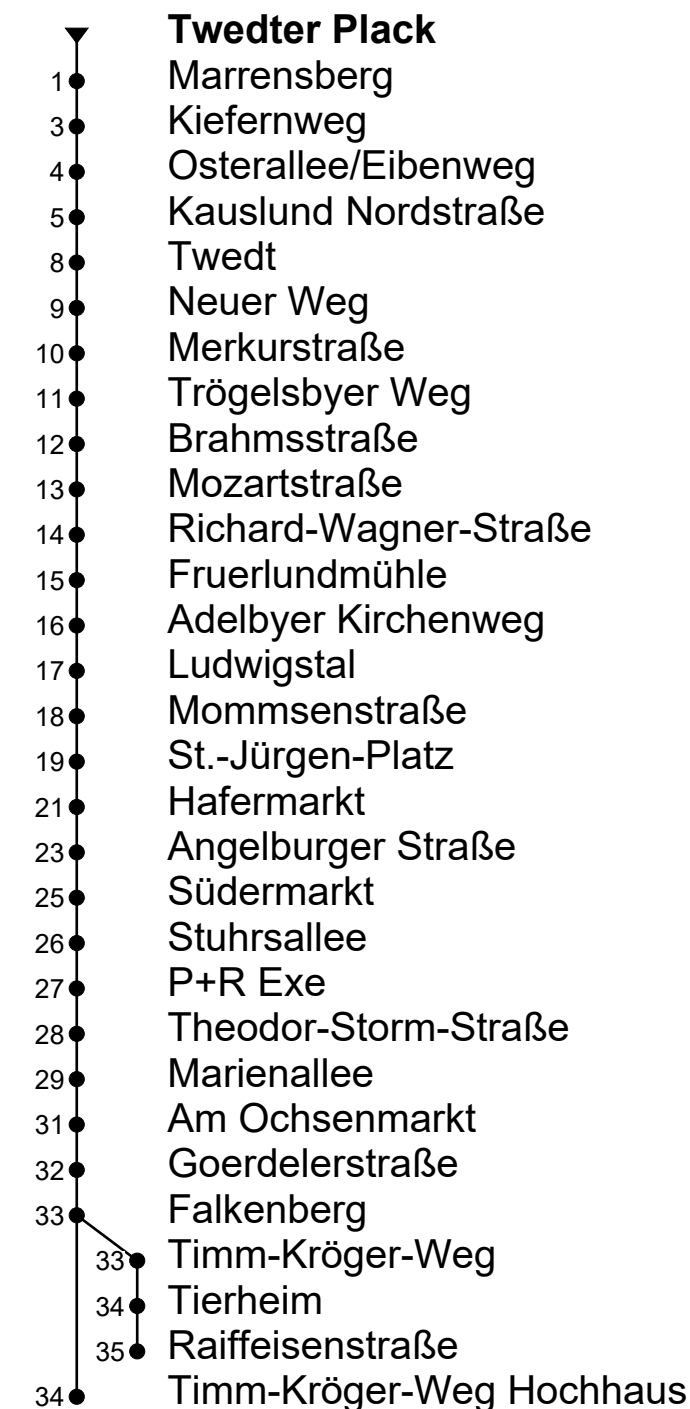 Twedter Plack
1 Marrensberg
3 Kiefernweg
4 Osterallee/Eibenweg
5 Kauslund Nordstraße
8 Twedt
9 Neuer Weg
10 Merkurstraße
11 Trögelsbyer Weg
12 Brahmsstraße
13 Mozartstraße
14 Richard-Wagner-Straße
15 Fruerlundmühle
16 Adelbyer Kirchenweg
17 Ludwigstal
18 Mommsenstraße
19 St.-Jürgen-Platz
21 Hafermarkt
23 Angelburger Straße
25 Südermarkt
26 Stuhrsallee
27 P+R Exe
28 Theodor-Storm-Straße
29 Marienallee
31 Am Ochsenmarkt
32 Goerdelerstraße
33 Falkenberg
33 Timm-Kröger-Weg
34 Tierheim
35 Raiffeisenstraße
34 Timm-Kröger-Weg Hochhaus